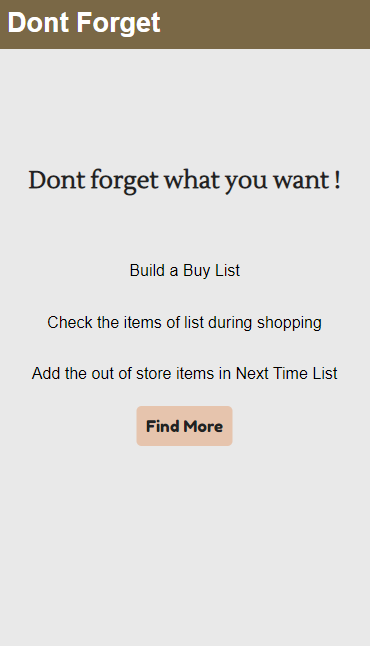 Dont Forget
Dont forget what you want !
Build a Buy List
Check the items of list during shopping
Add the out of store items in Next Time List
Find More